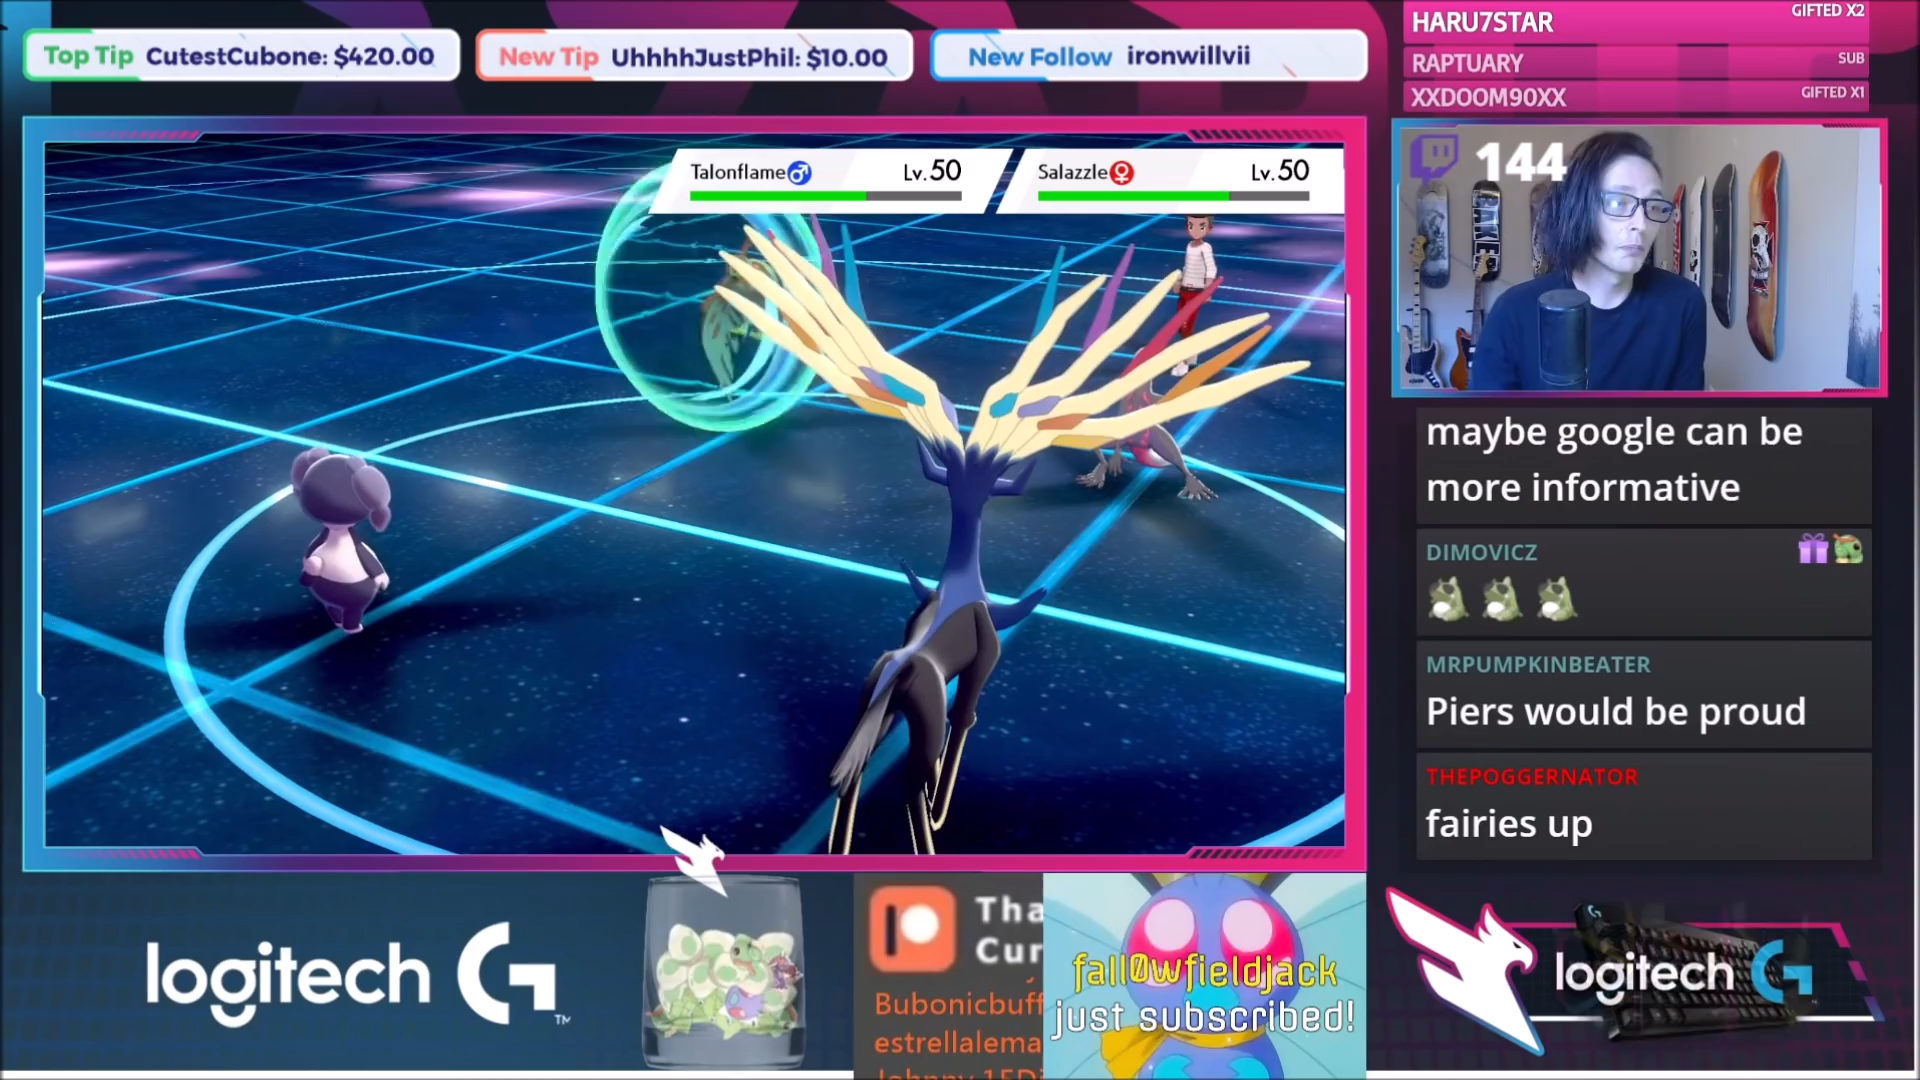 Top Tip CutestCubone: $420.00
New Tip UhhhhJustPhil: $10.00
New Follow ironwillvii
HARU7STAR GIFTED X2
RAPTUARY SUB
XXDOOM90XX GIFTED X1
Talonflame Lv.50
Salazzle Lv.50
144
maybe google can be
more informative
DIMOVICZ
MRPUMPKINBEATER
Piers would be proud
THEPOGGERNATOR
fairies up
logitech G TM
Tha
Cur
Bubonicbuff
estrellalema
fall0wfieldjack
just subscribed!
logitech G